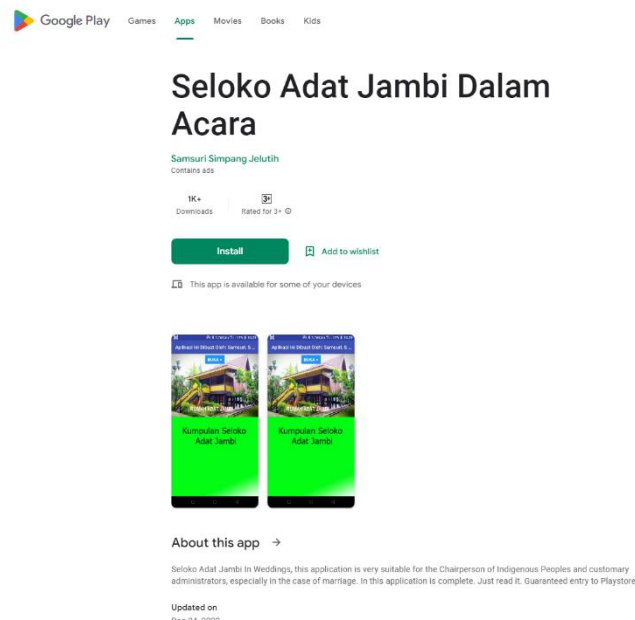 Google Play Games Apps Movies Books Kids
Seloko Adat Jambi Dalam
Acara
Samsuri Simpang Jelutih
Contains ads
1K+
Downloads
3+
Rated for 3+
Install
Add to wishlist
This app is available for some of your devices
BUKA
Kumpulan Seloko
Adat Jambi
BUKA
Kumpulan Seloko
Adat Jambi
About this app
Seloko Adat Jambi In Weddings, this application is very suitable for the Chairperson of Indigenous Peoples and customary
administrators, especially in the case of marriage. In this application is complete. Just read it. Guaranteed entry to Playstore
Updated on